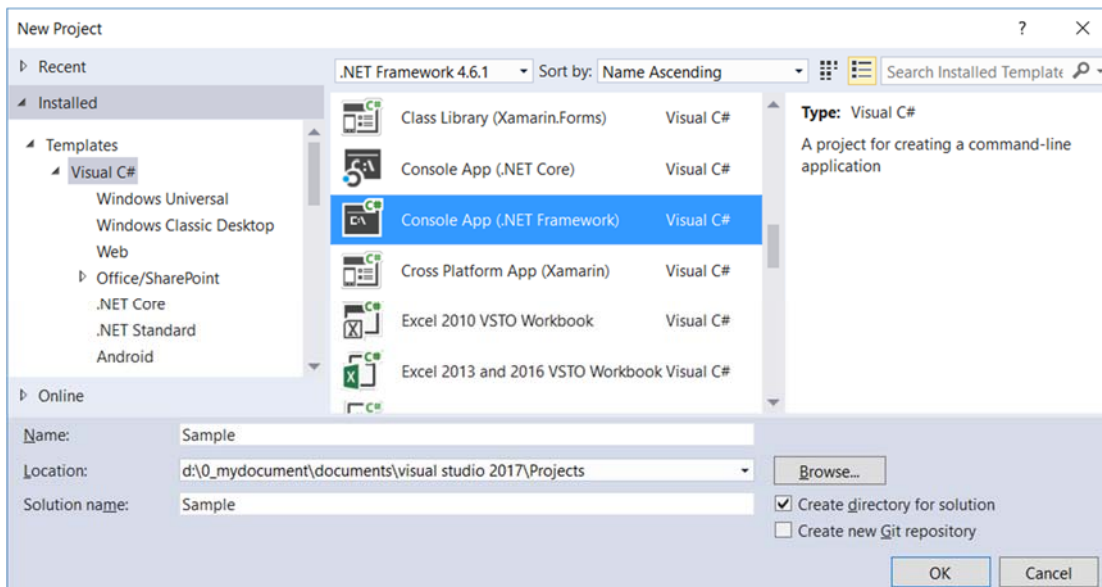 New Project
?
Recent
.NET Framework 4.6.1
Sort by:
Name Ascending
Search Installed Template
Installed
Templates
Visual C#
Windows Universal
Windows Classic Desktop
Web
Office/SharePoint
.NET Core
.NET Standard
Android
Online
Class Library (Xamarin.Forms) Visual C#
Console App (.NET Core) Visual C#
Console App (.NET Framework) Visual C#
Cross Platform App (Xamarin) Visual C#
Excel 2010 VSTO Workbook Visual C#
Excel 2013 and 2016 VSTO Workbook Visual C#
Type: Visual C#
A project for creating a command-line
application
Name: Sample
Location: d:\0_mydocument\documents\visual studio 2017\Projects
Browse...
Solution name: Sample
Create directory for solution
Create new Git repository
OK
Cancel